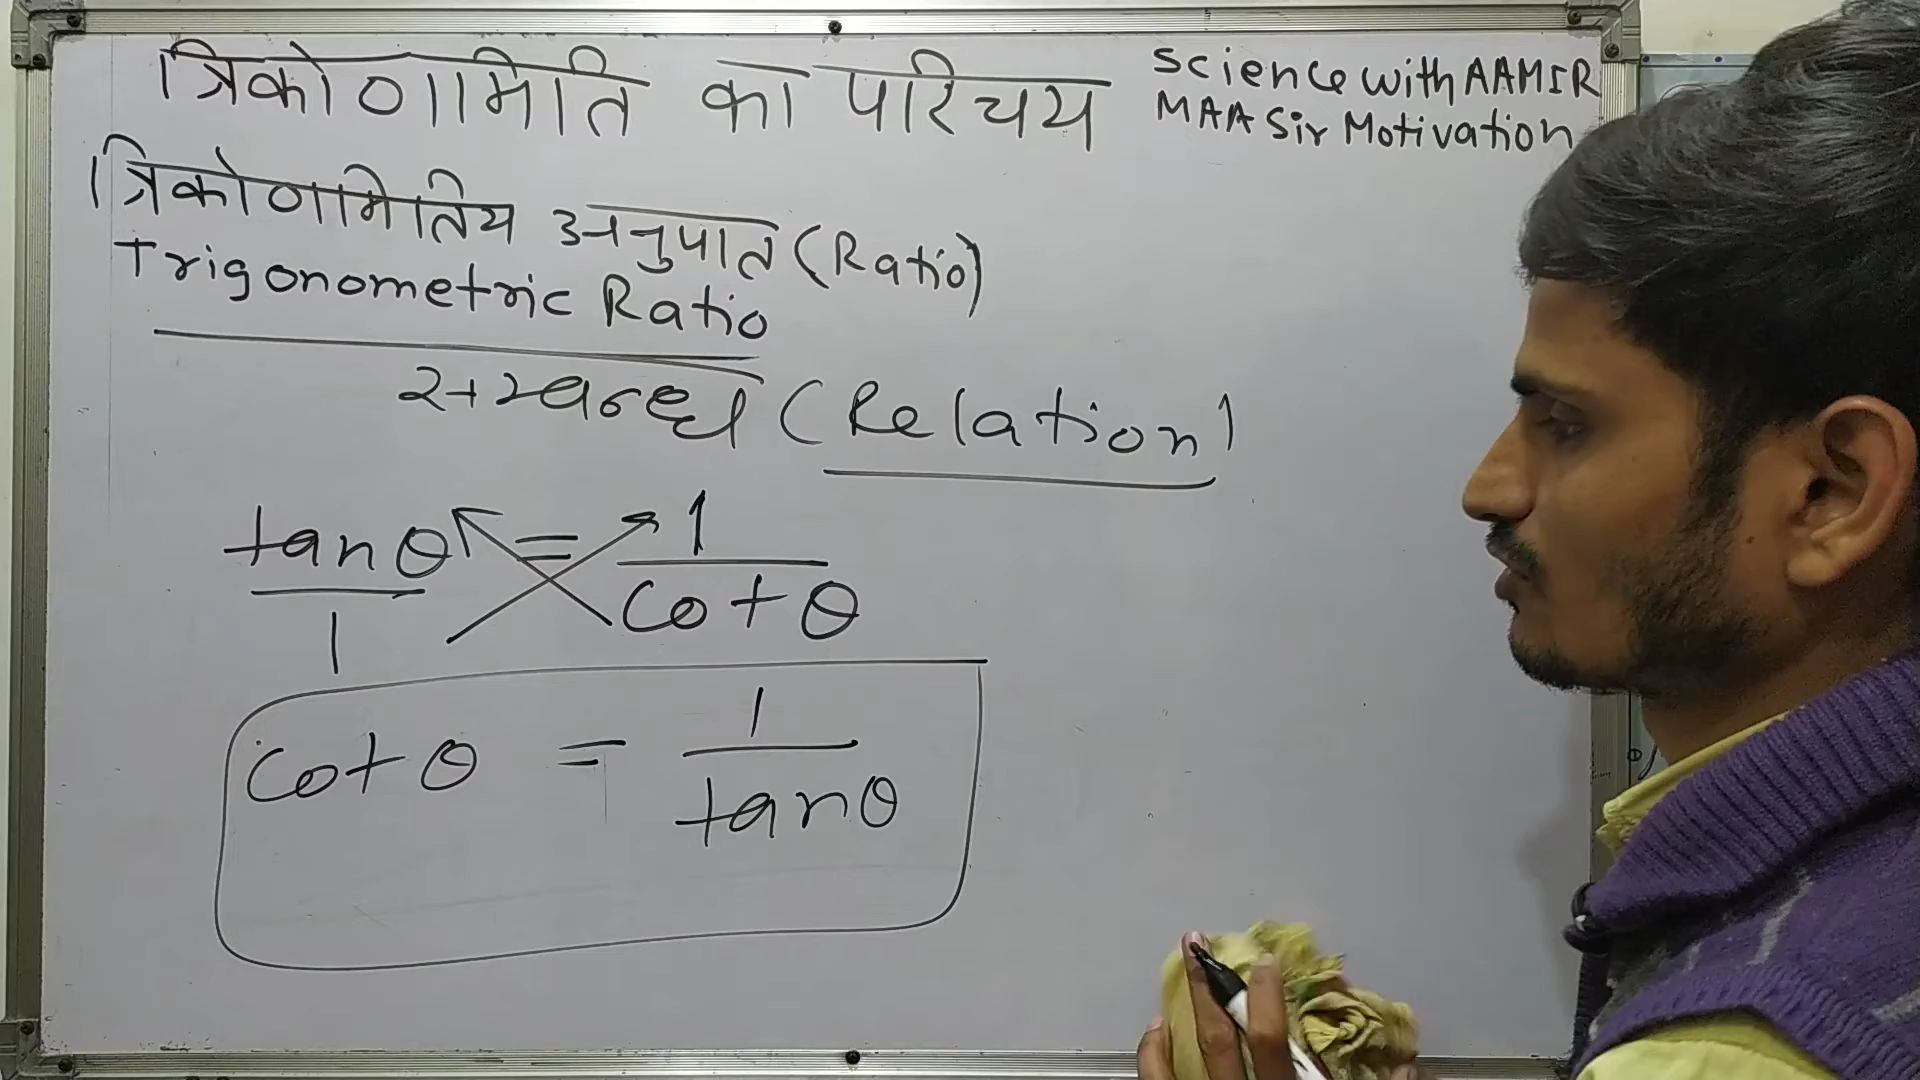 त्रिकोणमिति का परिचय
Science with AAMIR
MAA Sir Motivation
त्रिकोणमितिय अनुपात (Ratio)
Trigonometric Ratio
सम्बन्ध (Relation)
tanθ/1 = 1/cotθ
cotθ = 1/tanθ